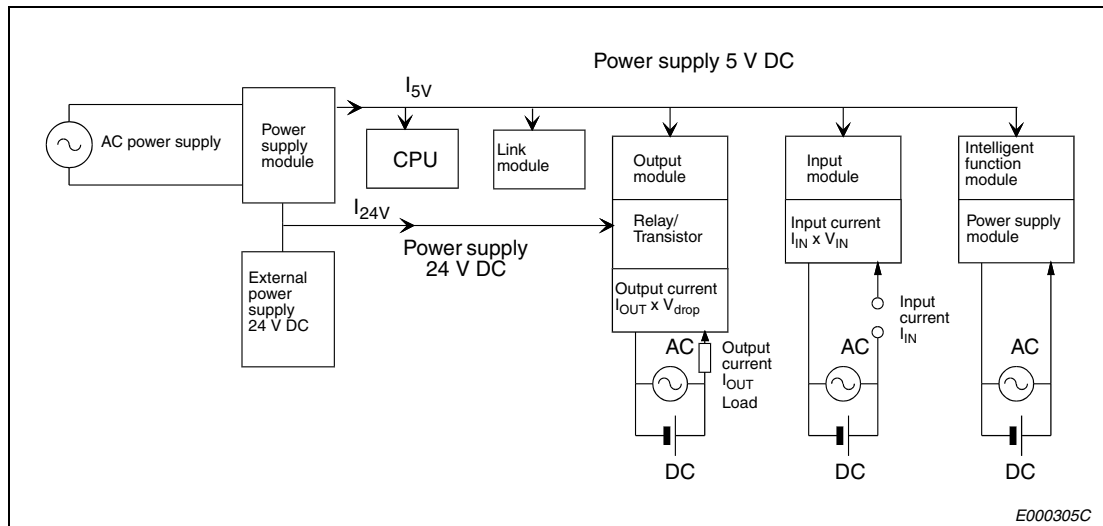 Power supply 5 V DC
I5V
AC power supply
Power
supply
module
CPU
Link
module
Output
module
Input
module
Intelligent
function
module
I24V
Power supply
24 V DC
Relay/
Transistor
Input current
IIN x VIN
Power supply
module
External
power
supply
24 V DC
Output current
IOUT x Vdrop
Input
current
IIN
AC
Output
current
IOUT
Load
AC
AC
DC
DC
DC
E000305C